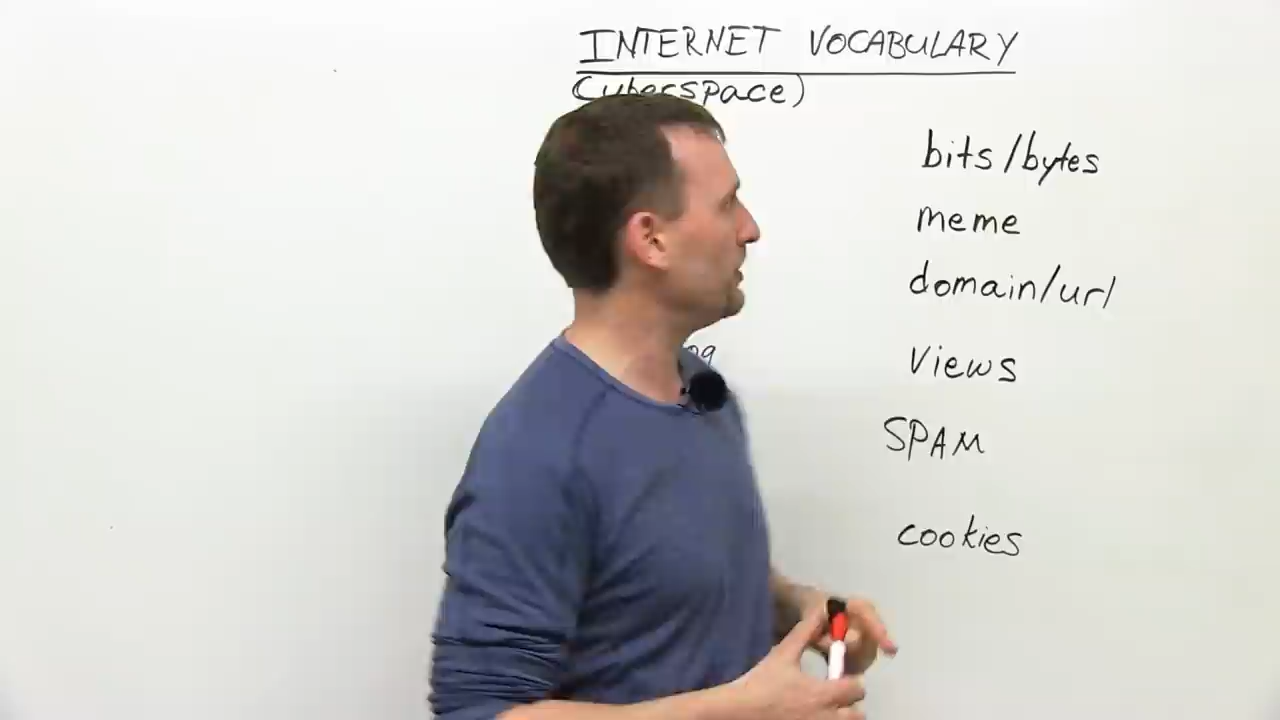 INTERNET VOCABULARY
Cyberspace)
bits/bytes
meme
domain/url
views
SPAM
cookies